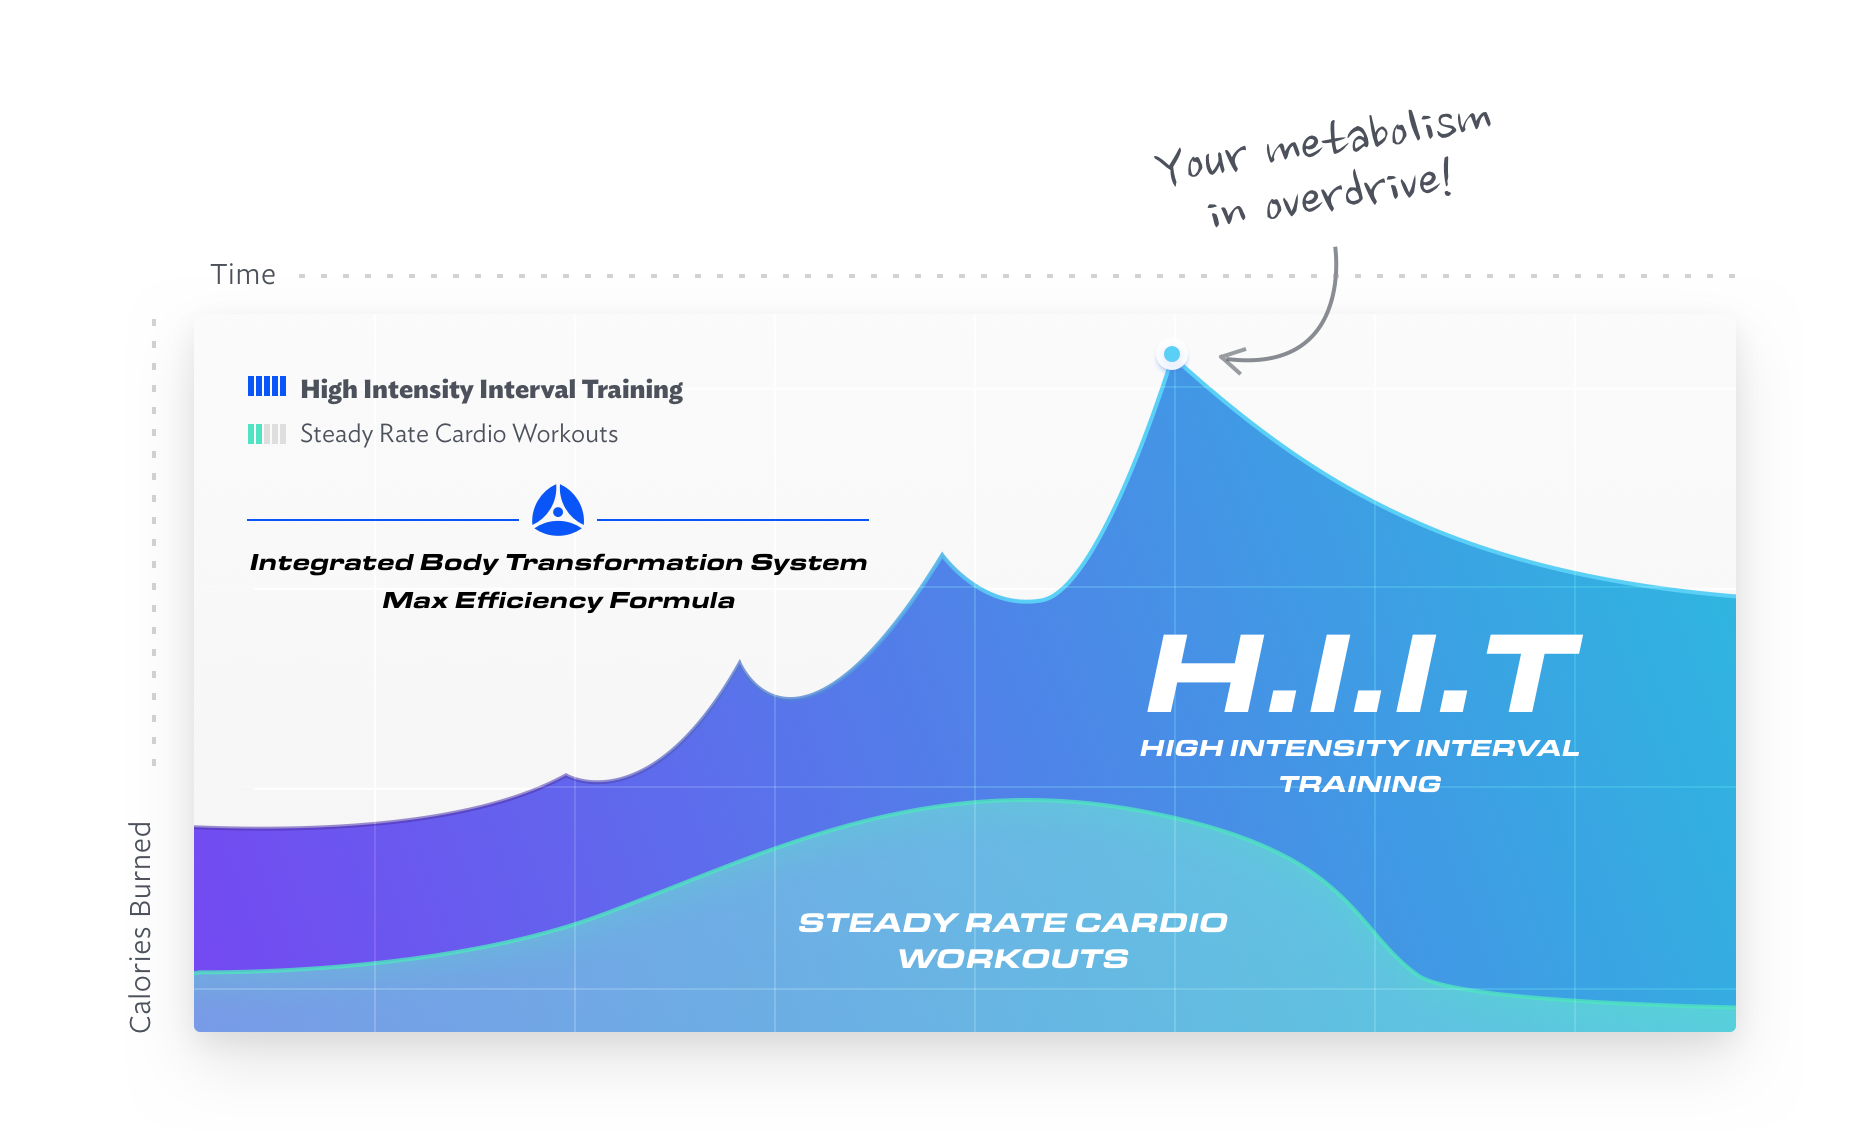 Your metabolism
in overdrive!
Time
High Intensity Interval Training
Steady Rate Cardio Workouts
Integrated Body Transformation System
Max Efficiency Formula
H.I.I.T
HIGH INTENSITY INTERVAL
TRAINING
STEADY RATE CARDIO
WORKOUTS
Calories Burned